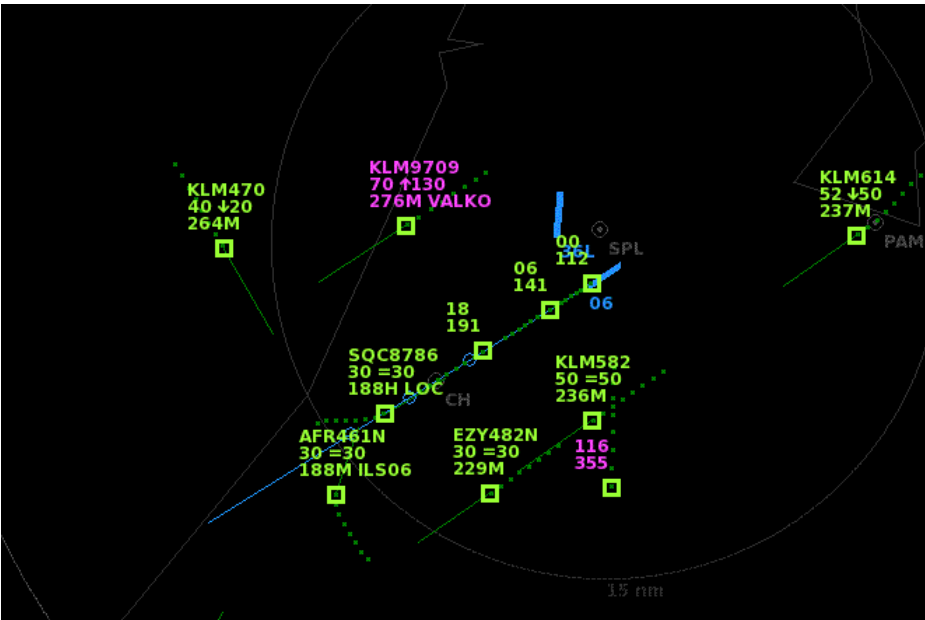 KLM9709
70 ↑130
276M VALKO
KLM614
52 ↓50
237M
KLM470
40 ↓20
264M
PAM
00
36L
112
SPL
06
141
06
18
191
SQC8786
30 =30
188H LOC
CH
KLM582
50 =50
236M
AFR461N
30 =30
188M ILS06
EZY482N
30 =30
229M
116
355
15 nm